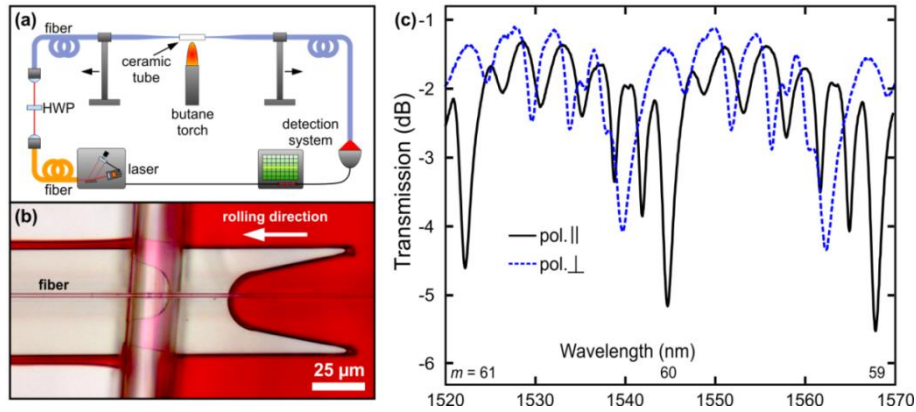 (a)
fiber
fiber
ceramic
tube
HWP
butane
torch
detection
system
laser
fiber
(b)
rolling direction
fiber
25 µm
(c)
-1
-2
-3
-4
-5
-6
Transmission (dB)
pol. ||
pol. ⊥
Wavelength (nm)
m = 61
60
59
1520
1530
1540
1550
1560
1570